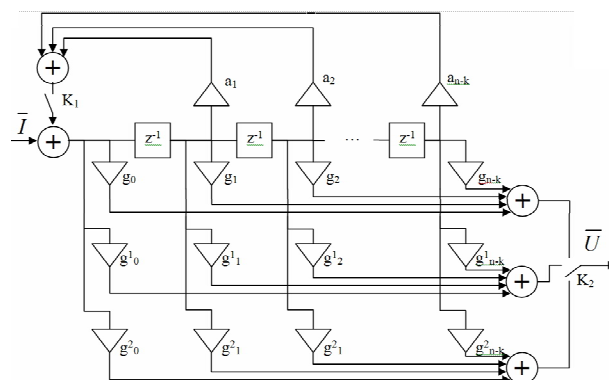 a₁ a₂ aₙ₋ₖ
K₁
I̅
z⁻¹ z⁻¹ ... z⁻¹
g₀ g₁ g₂ gₙ₋ₖ
U̅
g¹₀ g¹₁ g¹₂ g¹ₙ₋ₖ
K₂
g²₀ g²₁ g²₁ g²ₙ₋ₖ